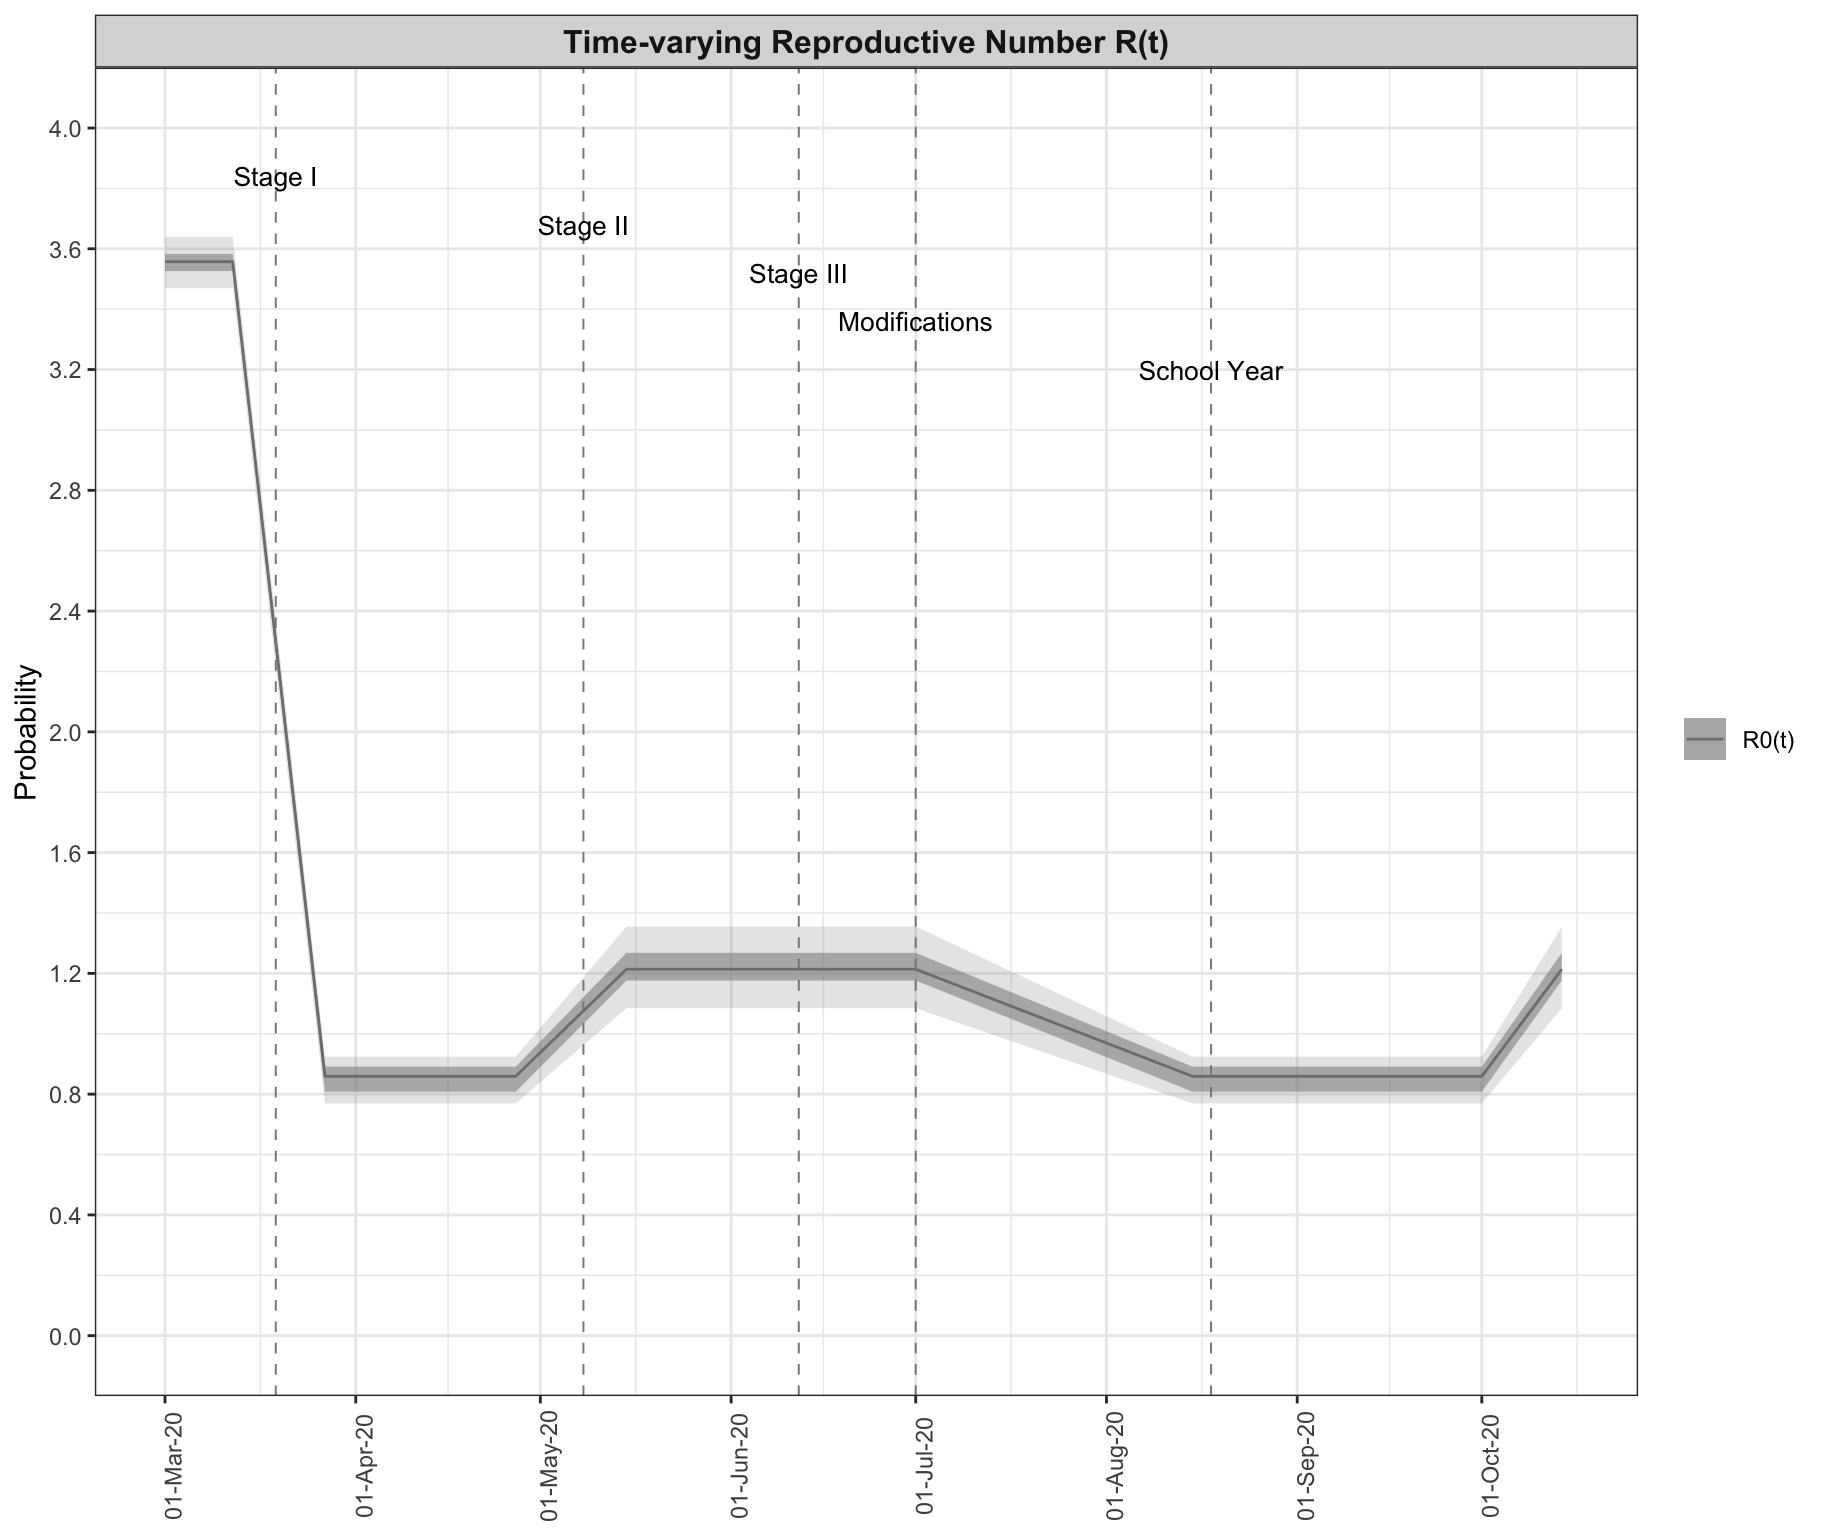 Time-varying Reproductive Number R(t)
4.0
Stage I
Stage II
3.6
Stage III
Modifications
3.2
School Year
2.8
2.4
2.0
1.6
1.2
0.8
0.4
0.0
Probability
R0(t)
01-Mar-20
01-Apr-20
01-May-20
01-Jun-20
01-Jul-20
01-Aug-20
01-Sep-20
01-Oct-20